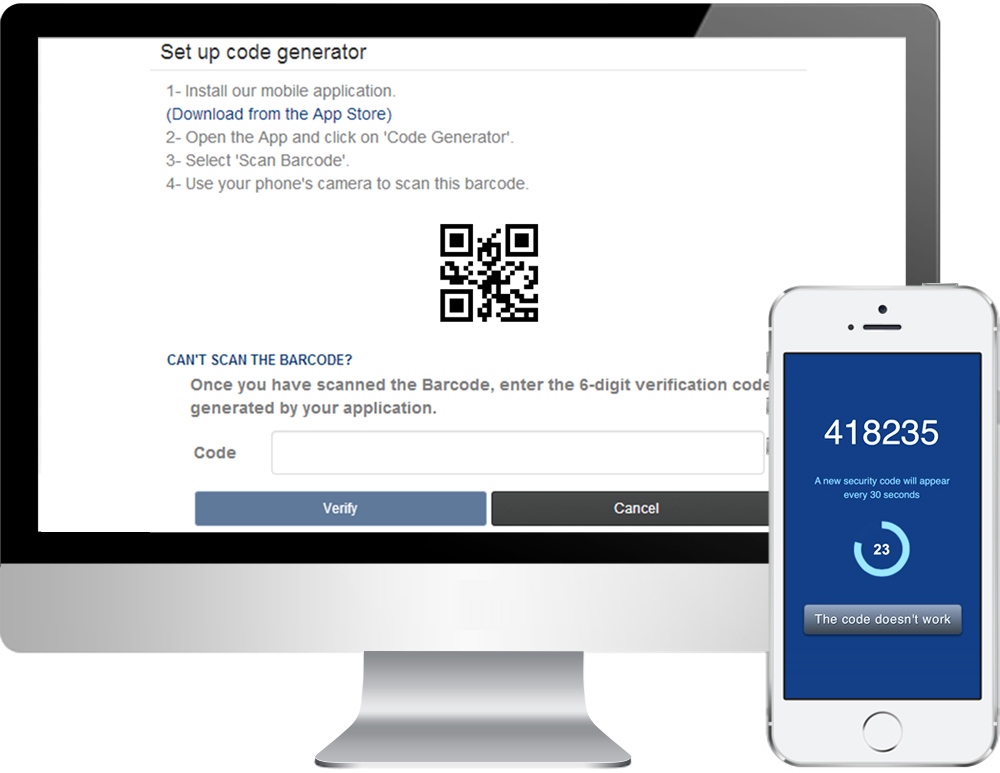 Set up code generator
1- Install our mobile application.
(Download from the App Store)
2- Open the App and click on 'Code Generator'.
3- Select 'Scan Barcode'.
4- Use your phone's camera to scan this barcode.
CAN'T SCAN THE BARCODE?
Once you have scanned the Barcode, enter the 6-digit verification code
generated by your application.
Code
Verify
Cancel
418235
A new security code will appear
every 30 seconds
23
The code doesn't work